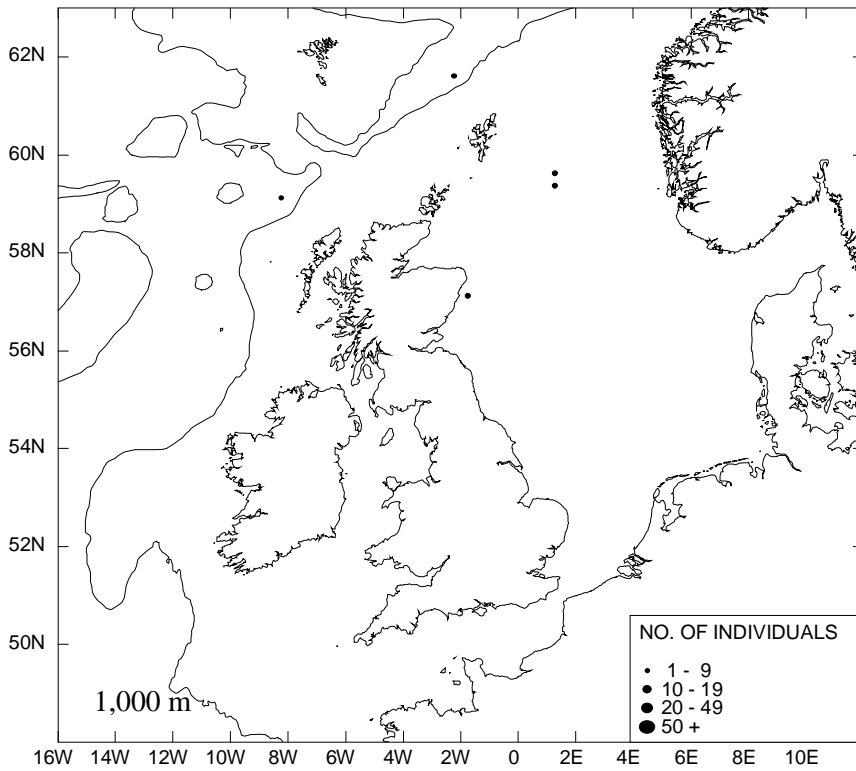 62N
60N
58N
56N
54N
52N
50N
NO. OF INDIVIDUALS
1 - 9
10 - 19
20 - 49
50 +
1,000 m
16W 14W 12W 10W 8W 6W 4W 2W 0 2E 4E 6E 8E 10E